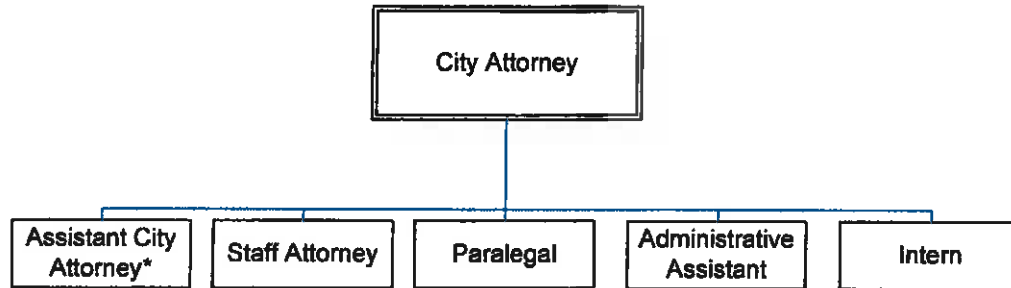 City Attorney
Assistant City
Attorney*
Staff Attorney
Paralegal
Administrative
Assistant
Intern